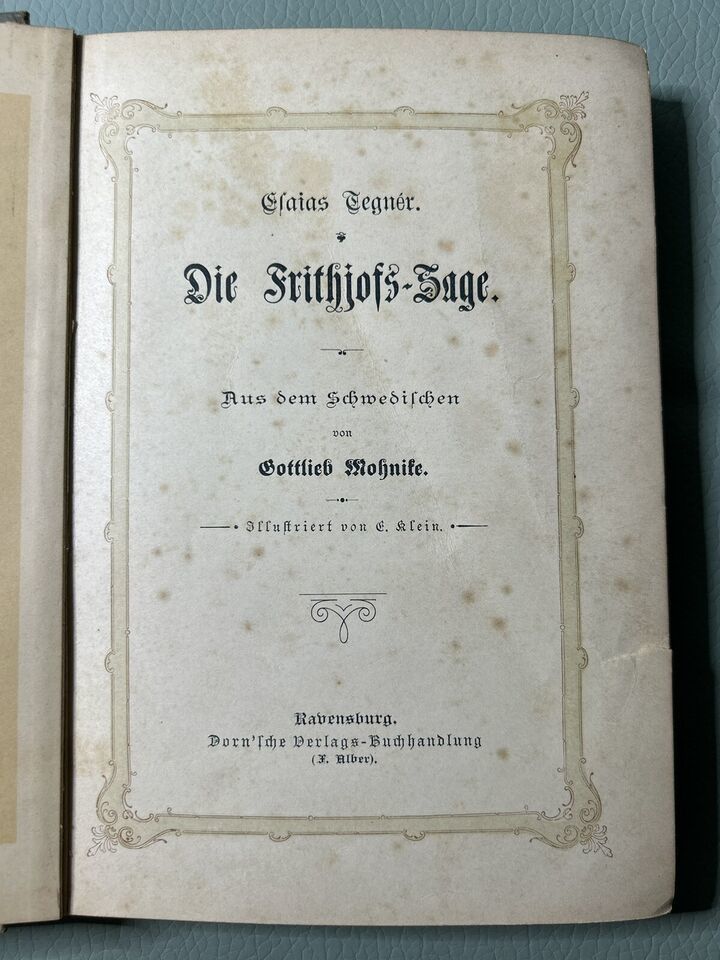 Eſaias Tegnér.
Die Frithjofs-Sage.
Aus dem Schwediſchen
von
Gottlieb Mohnike.
Illuſtriert von E. Klein.
Ravensburg.
Dorn'ſche Verlags-Buchhandlung
(F. Alber).